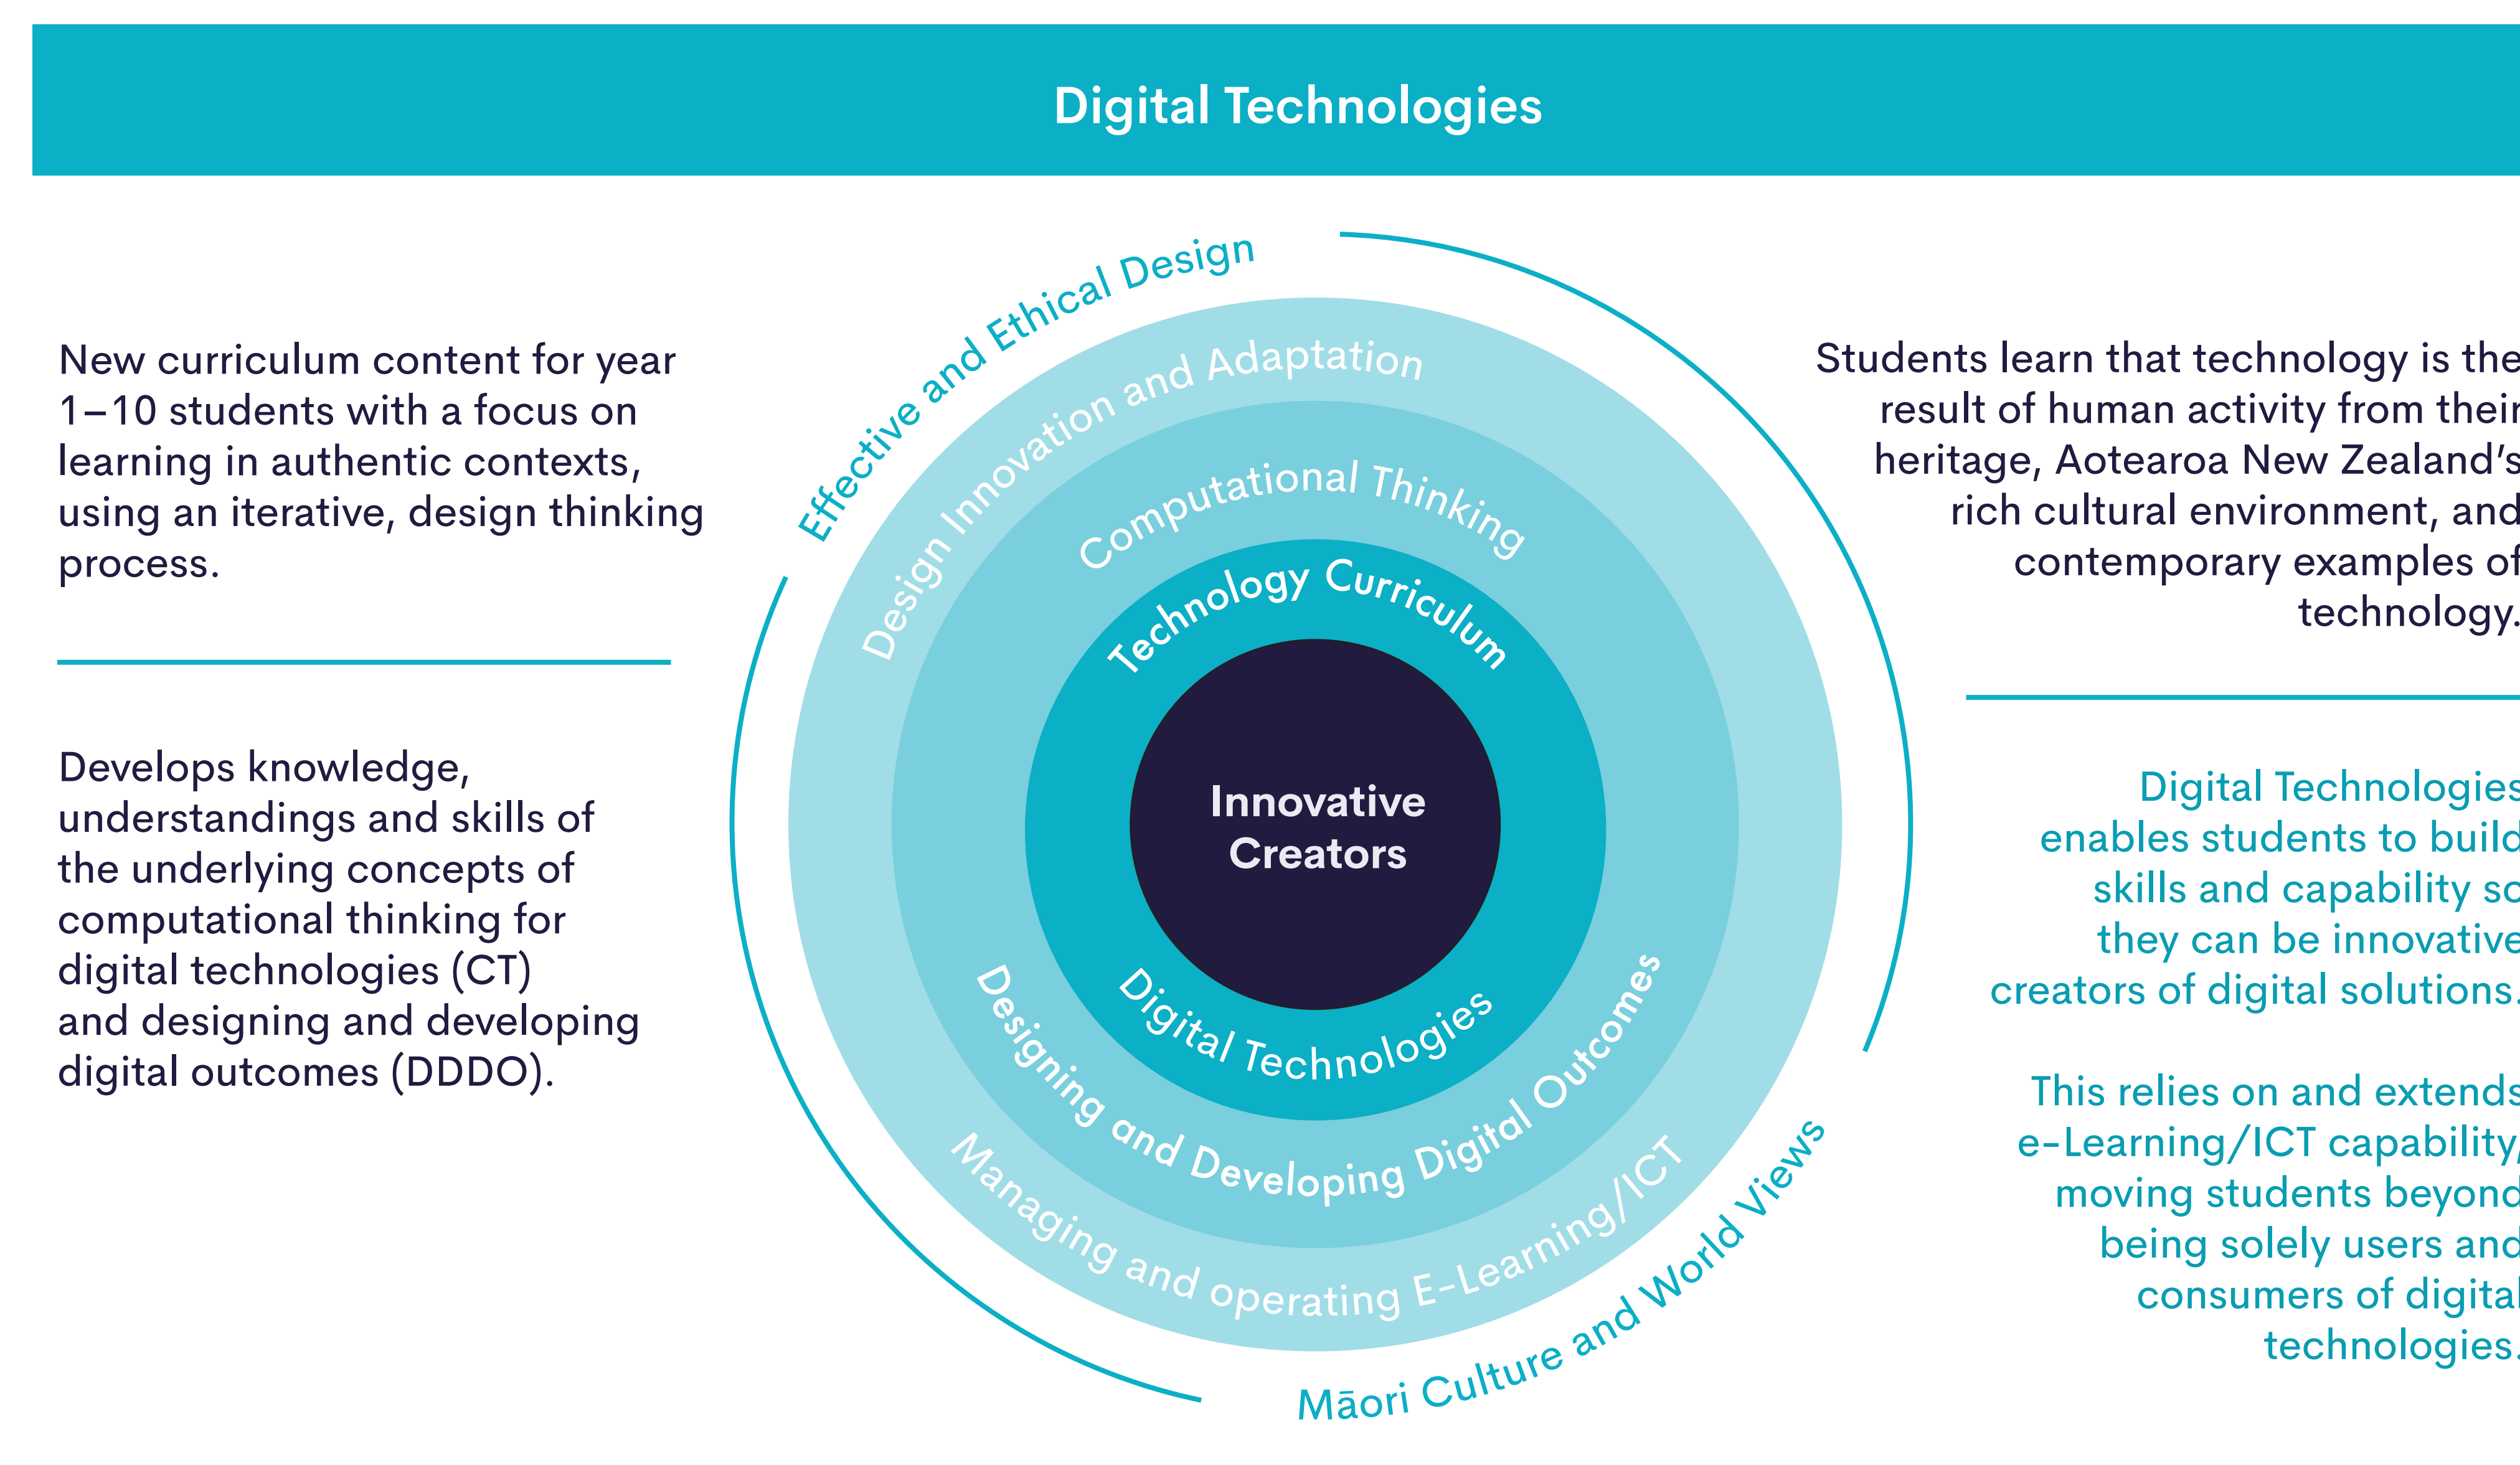 Digital Technologies
New curriculum content for year
1–10 students with a focus on
learning in authentic contexts,
using an iterative, design thinking
process.
Develops knowledge,
understandings and skills of
the underlying concepts of
computational thinking for
digital technologies (CT)
and designing and developing
digital outcomes (DDDO).
Effective and Ethical Design
Design Innovation and Adaptation
Computational Thinking
Technology Curriculum
Innovative
Creators
Digital Technologies
Designing and Developing Digital Outcomes
Managing and operating E-Learning/ICT
Māori Culture and World Views
Students learn that technology is the
result of human activity from their
heritage, Aotearoa New Zealand’s
rich cultural environment, and
contemporary examples of
technology.
Digital Technologies
enables students to build
skills and capability so
they can be innovative
creators of digital solutions.
This relies on and extends
e-Learning/ICT capability,
moving students beyond
being solely users and
consumers of digital
technologies.